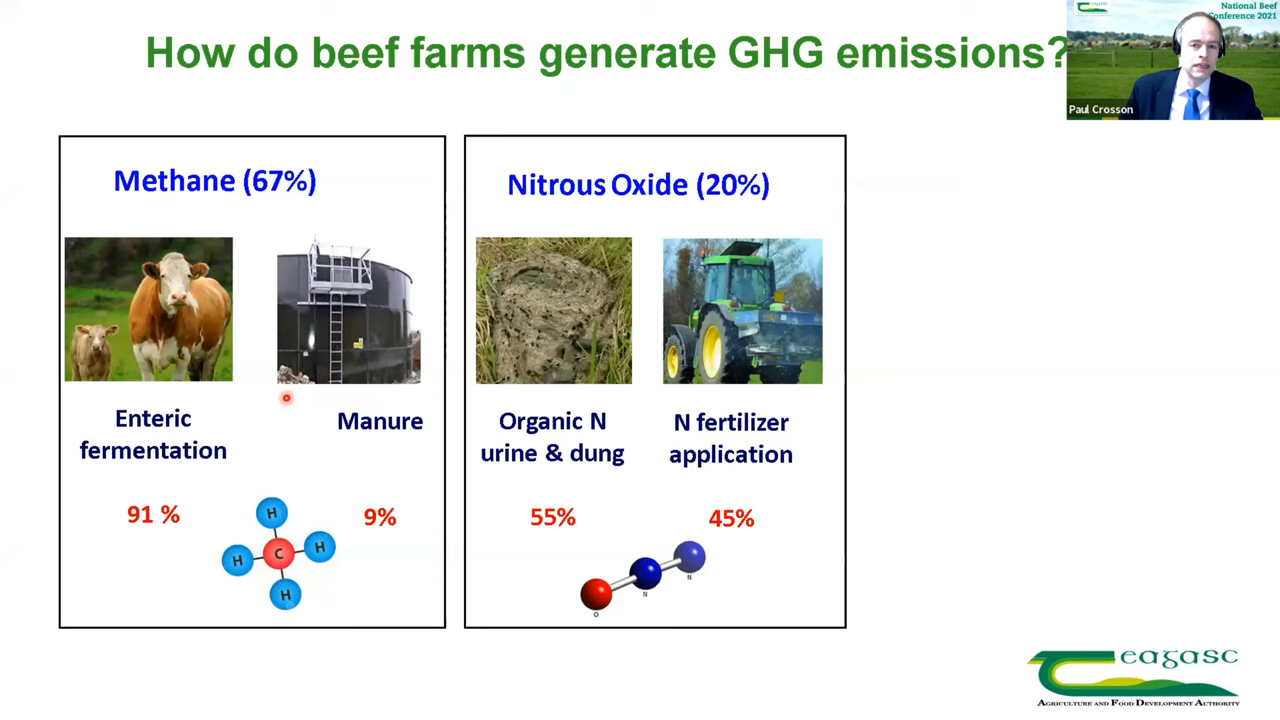 How do beef farms generate GHG emissions?
National Beef
Conference 2021
Paul Crosson
Methane (67%)
Enteric
fermentation
Manure
91 %
9%
H
H
C
H
H
Nitrous Oxide (20%)
Organic N
urine & dung
N fertilizer
application
55%
45%
N
N
O
eagasc
AGRICULTURE AND FOOD DEVELOPMENT AUTHORITY